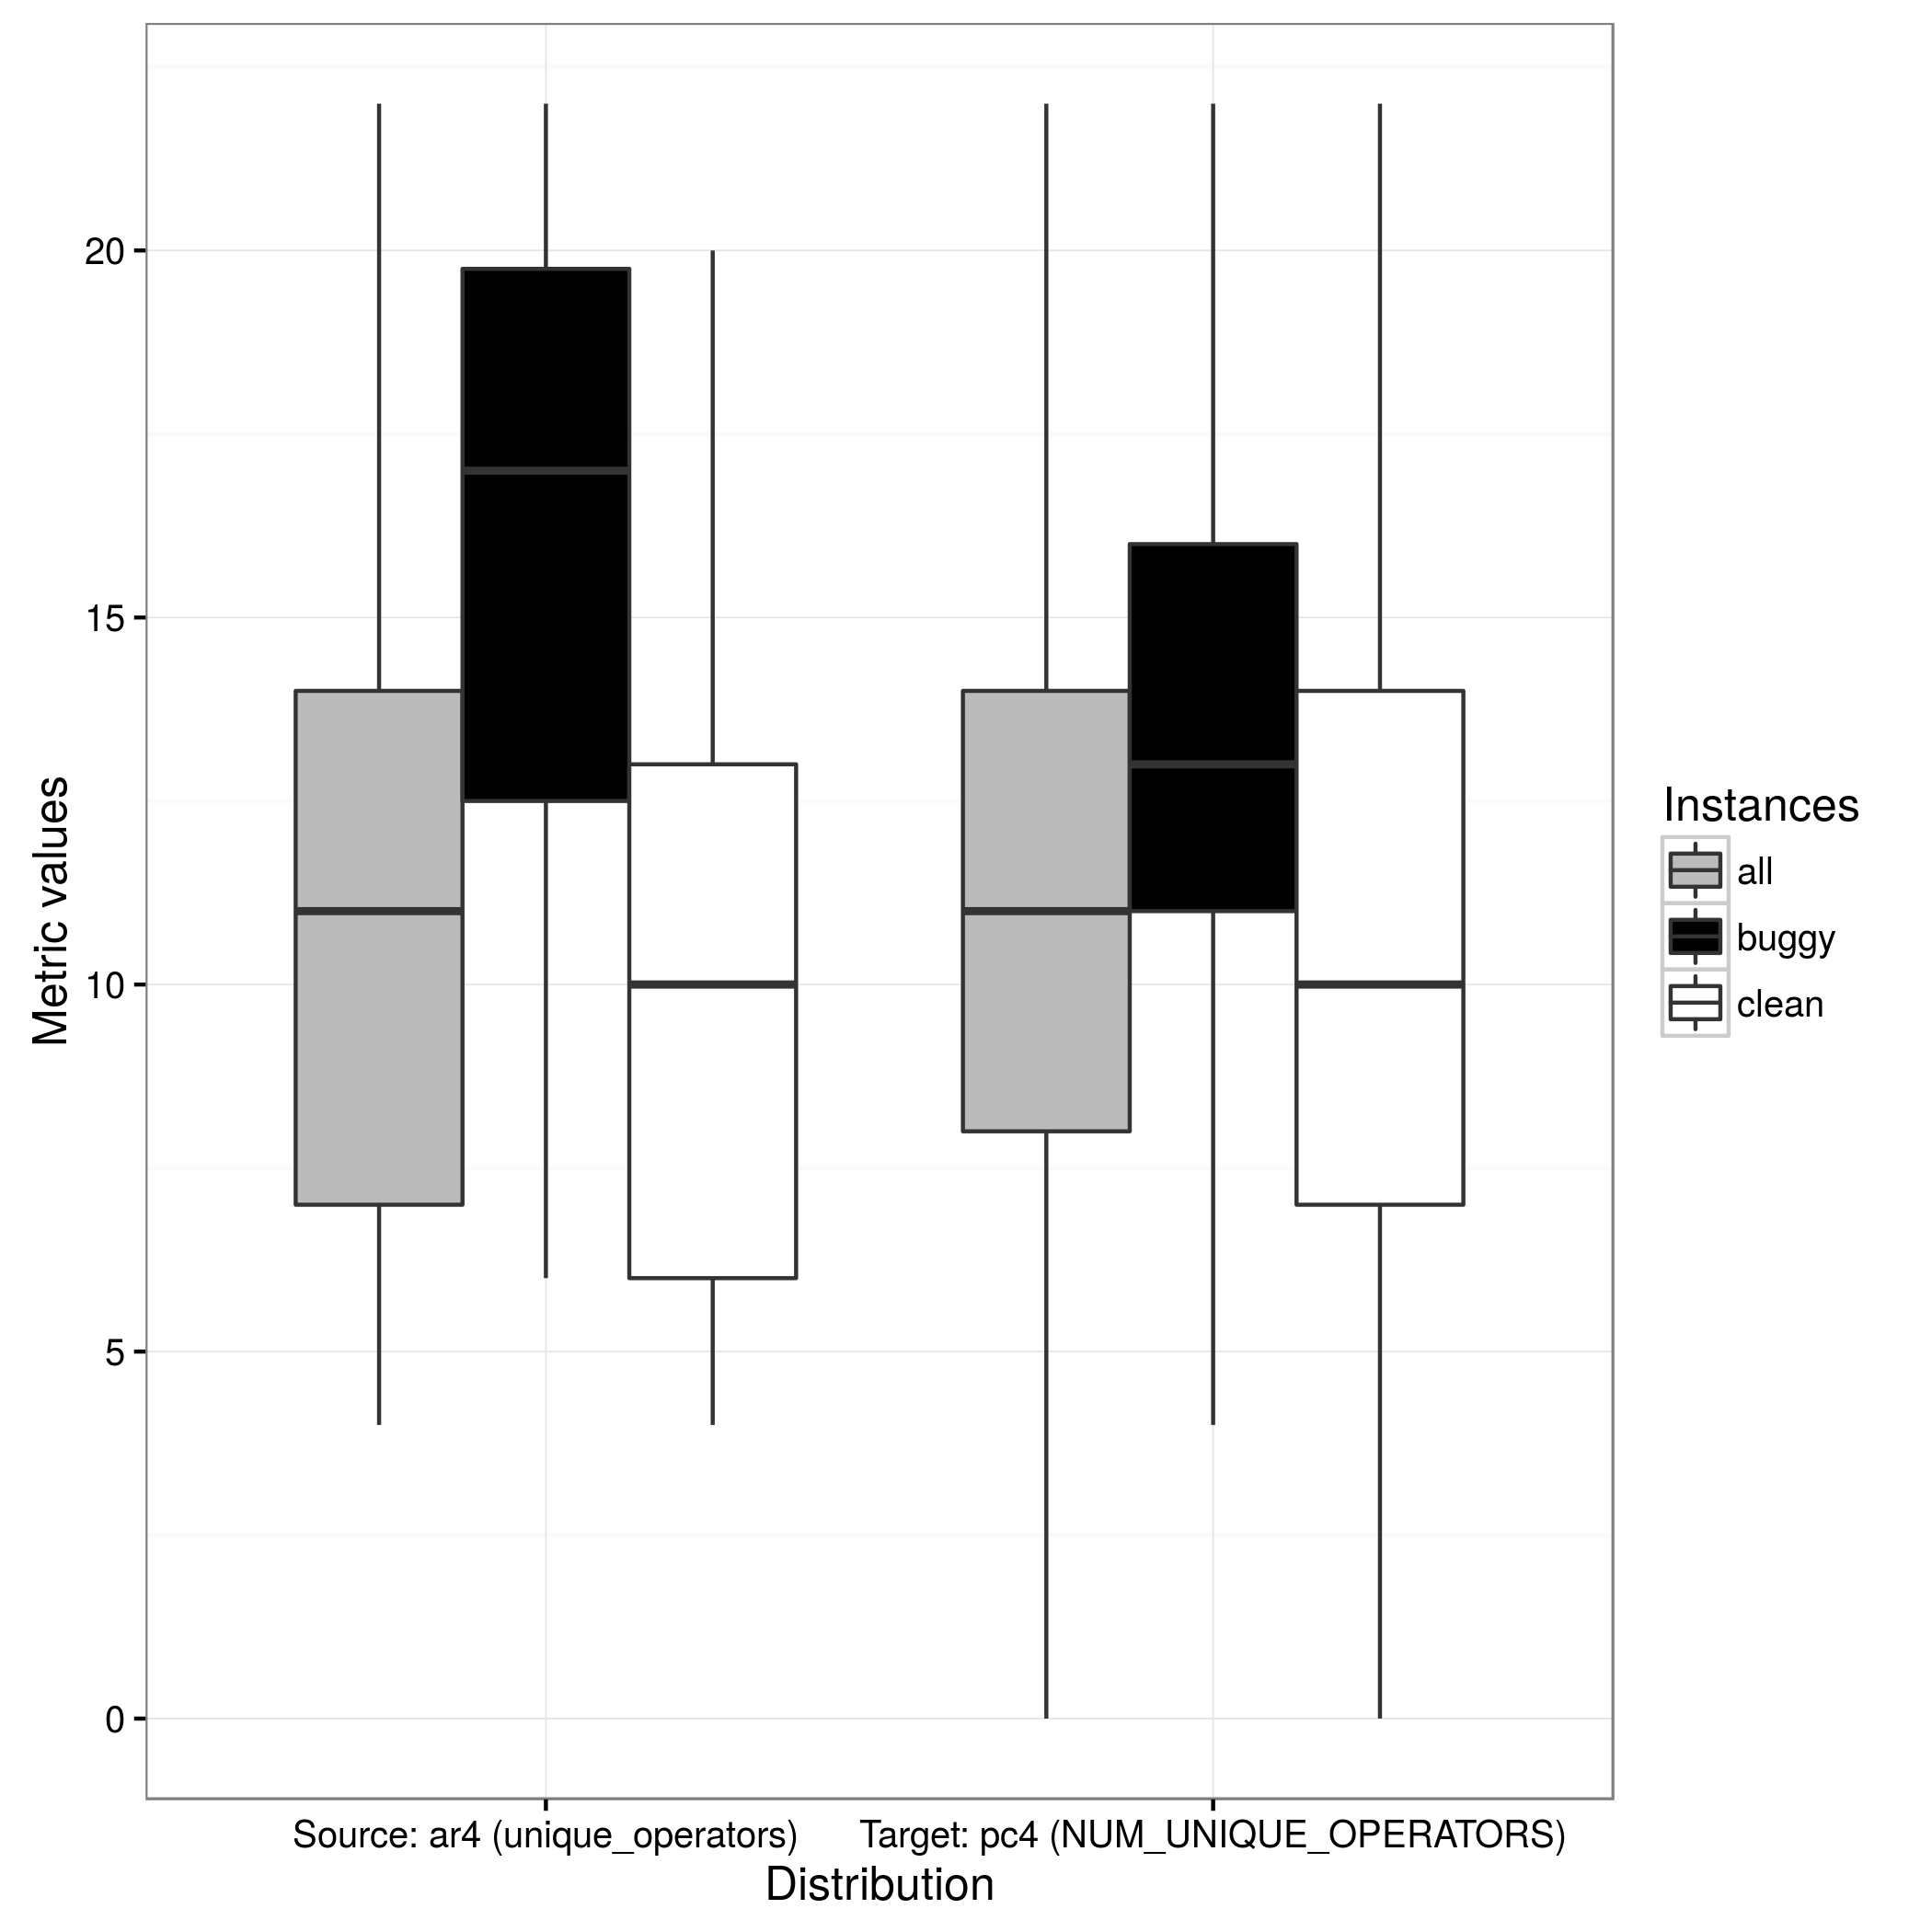 Metric values
20
15
10
5
0
Source: ar4 (unique_operators)
Target: pc4 (NUM_UNIQUE_OPERATORS)
Distribution
Instances
all
buggy
clean